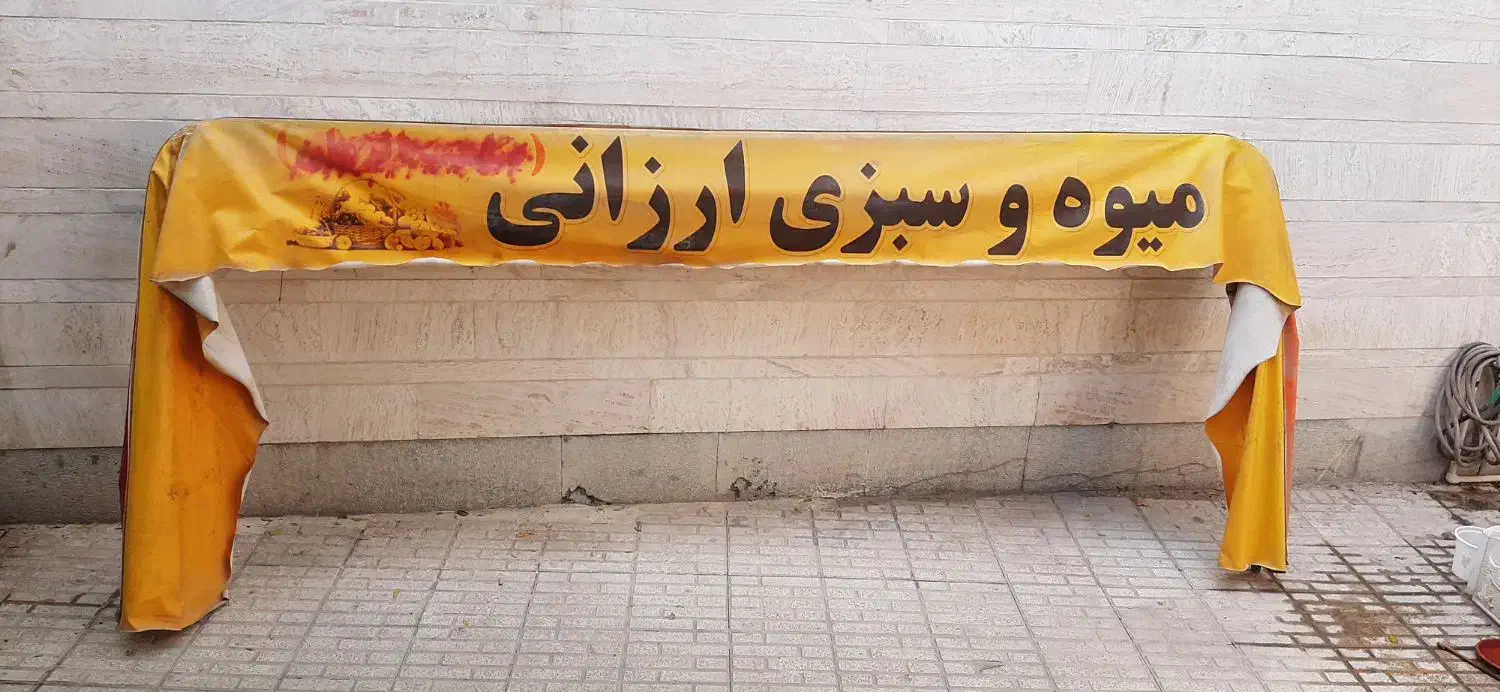 میوه و سبزی ارزانی